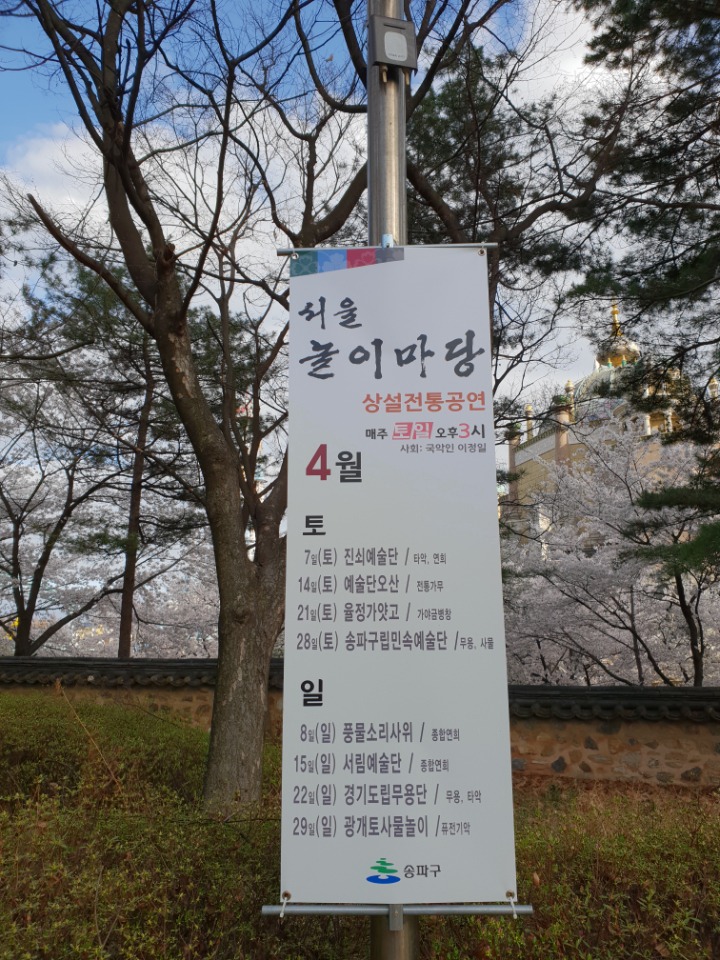 서울
놀이마당
상설전통공연
매주 토일 오후3시
사회: 국악인 이정일
4월
토
7일(토) 진쇠예술단 / 타악, 연희
14일(토) 예술단오산 / 전통가무
21일(토) 율정가얏고 / 가야금병창
28일(토) 송파구립민속예술단 /무용, 사물
일
8일(일) 풍물소리사위 / 종합연희
15일(일) 서림예술단 / 종합연희
22일(일) 경기도립무용단 / 무용, 타악
29일(일) 광개토사물놀이 /퓨전기악
송파구